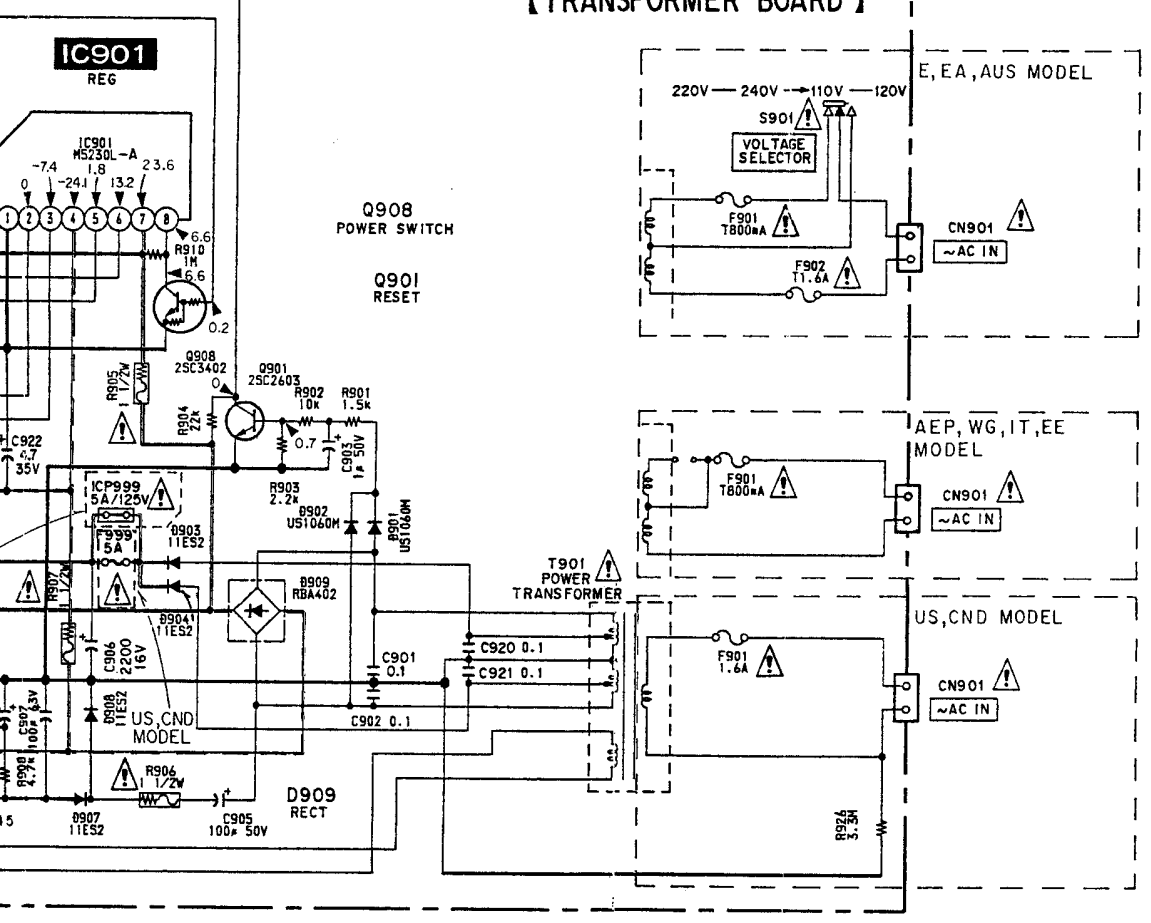 【TRANSFORMER BOARD】
IC901
REG
IC901
M5230L-A
-7.4
1.8
23.6
0
-24.1
13.2
1 2 3 4 5 6 7 8
6.6
R910
1M
6.6
0.2
Q908
POWER SWITCH
Q901
RESET
Q908
2SC3402
Q901
2SC2603
0
R902
10k
R901
1.5k
R905
1 1/2W
R904
22k
0.7
C903
1μ 50V
R903
2.2k
C922
4.7
35V
ICP999
5A/125V
F999
5A
D903
11ES2
D902
US1060M
D901
US1060M
R907
1 1/2W
D904
11ES2
D909
RBA402
C906
2200
16V
C907
100μ 6.3V
D908
11ES2
US,CND
MODEL
R908
4.7k
R906
1 1/2W
D907
11ES2
C905
100μ 50V
D909
RECT
C901
0.1
C902 0.1
C920 0.1
C921 0.1
T901
POWER
TRANSFORMER
E,EA,AUS MODEL
220V 240V 110V 120V
S901
VOLTAGE
SELECTOR
F901
T800mA
F902
T1.6A
CN901
~AC IN
AEP,WG,IT,EE
MODEL
F901
T800mA
CN901
~AC IN
US,CND MODEL
F901
1.6A
CN901
~AC IN
R926
3.3M